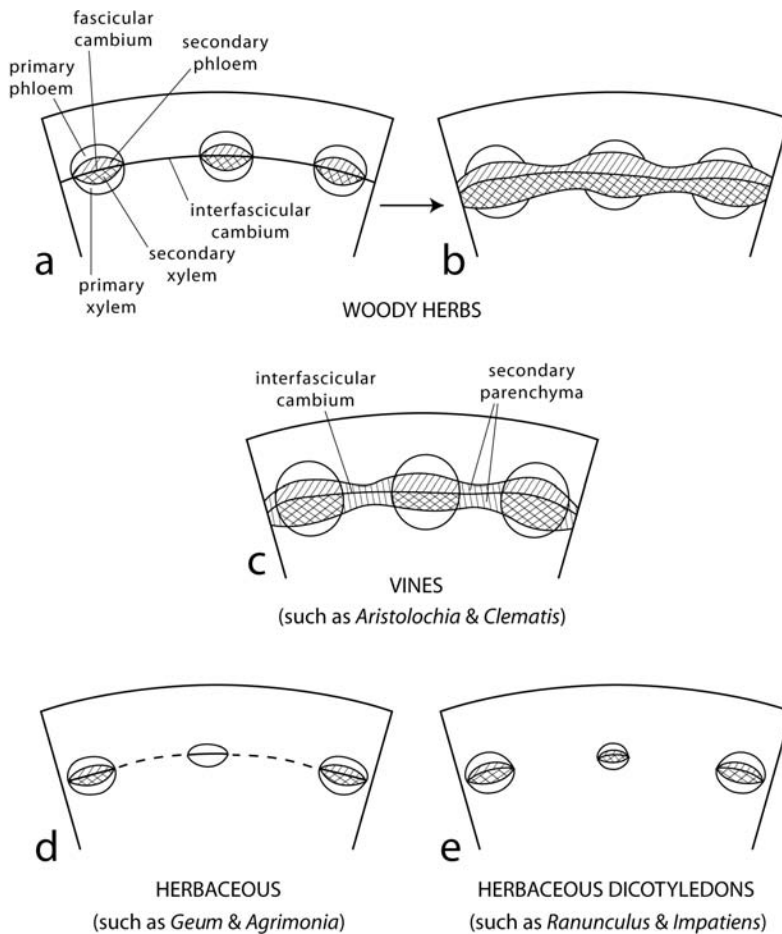 fascicular
cambium
secondary
phloem
primary
phloem
interfascicular
cambium
secondary
xylem
primary
xylem
a
b
WOODY HERBS
interfascicular
cambium
secondary
parenchyma
c
VINES
(such as Aristolochia & Clematis)
d
e
HERBACEOUS
(such as Geum & Agrimonia)
HERBACEOUS DICOTYLEDONS
(such as Ranunculus & Impatiens)